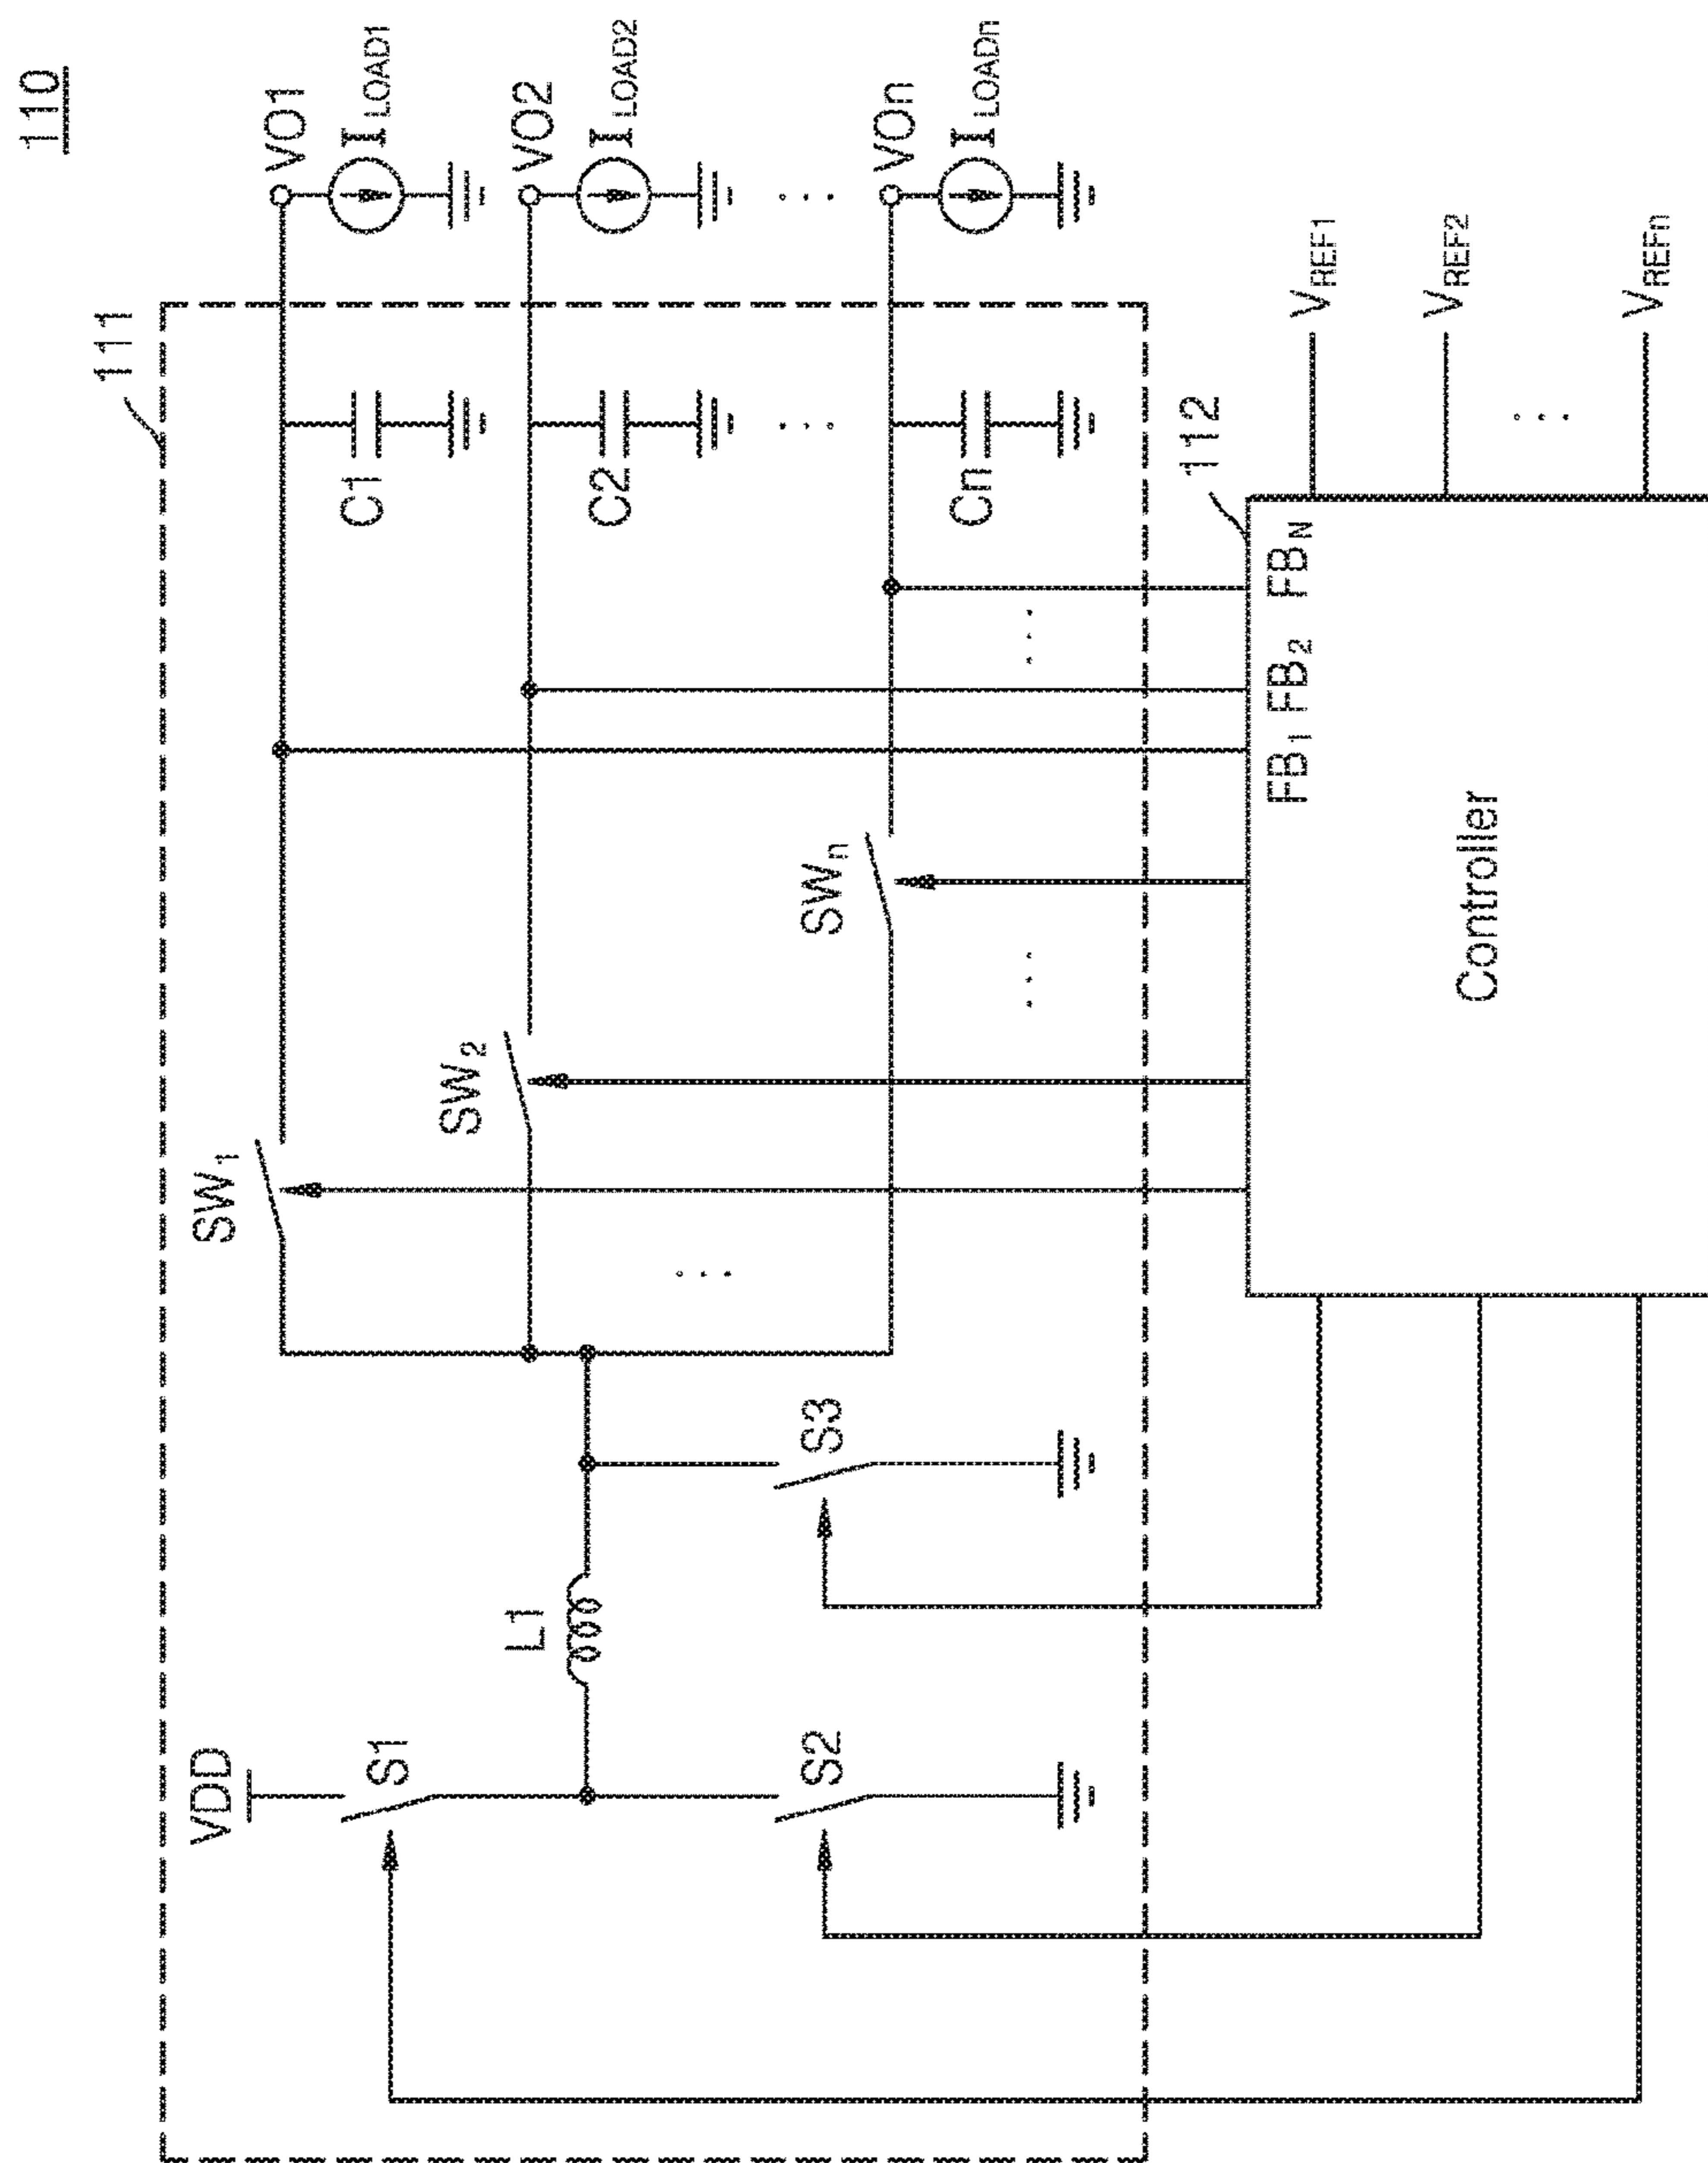 110
111
VDD
S1
L1
S2
S3
SW1
SW2
SWn
C1
C2
Cn
VO1
ILOAD1
VO2
ILOAD2
VOn
ILOADn
112
FB1 FB2 FBN
Controller
VREF1
VREF2
VREFn